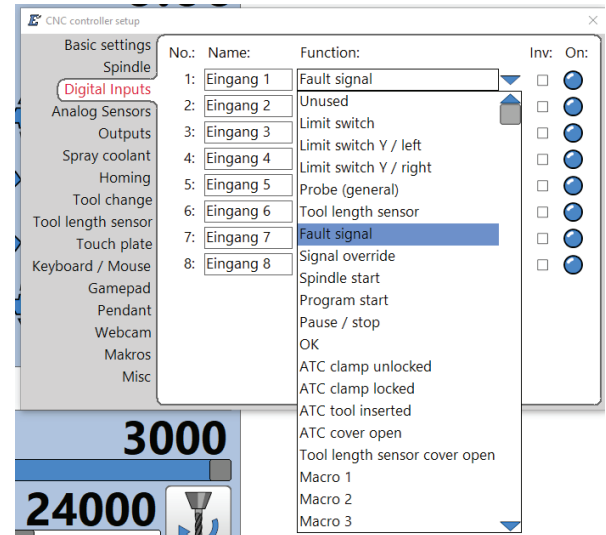 CNC controller setup
Basic settings
Spindle
Digital Inputs
Analog Sensors
Outputs
Spray coolant
Homing
Tool change
Tool length sensor
Touch plate
Keyboard / Mouse
Gamepad
Pendant
Webcam
Makros
Misc
No.: Name: Function: Inv: On:
1: Eingang 1 Fault signal
2: Eingang 2
3: Eingang 3
4: Eingang 4
5: Eingang 5
6: Eingang 6
7: Eingang 7
8: Eingang 8
Unused
Limit switch
Limit switch Y / left
Limit switch Y / right
Probe (general)
Tool length sensor
Fault signal
Signal override
Spindle start
Program start
Pause / stop
OK
ATC clamp unlocked
ATC clamp locked
ATC tool inserted
ATC cover open
Tool length sensor cover open
Macro 1
Macro 2
Macro 3
3000
24000